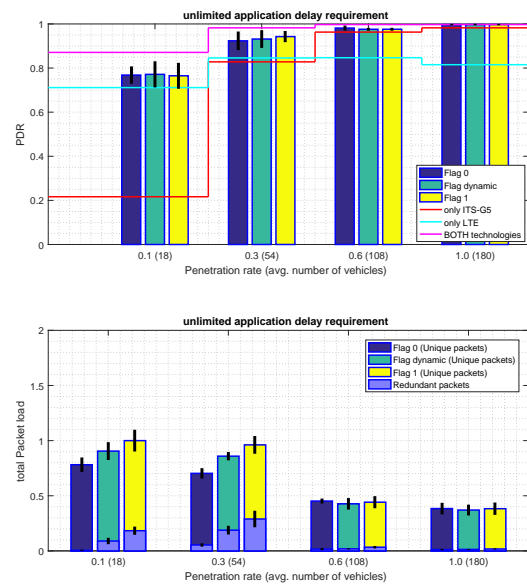 unlimited application delay requirement
1
0.8
0.6
0.4
0.2
0
PDR
Flag 0
Flag dynamic
Flag 1
only ITS-G5
only LTE
BOTH technologies
0.1 (18) 0.3 (54) 0.6 (108) 1.0 (180)
Penetration rate (avg. number of vehicles)
unlimited application delay requirement
2
1.5
1
0.5
0
total Packet load
Flag 0 (Unique packets)
Flag dynamic (Unique packets)
Flag 1 (Unique packets)
Redundant packets
0.1 (18) 0.3 (54) 0.6 (108) 1.0 (180)
Penetration rate (avg. number of vehicles)